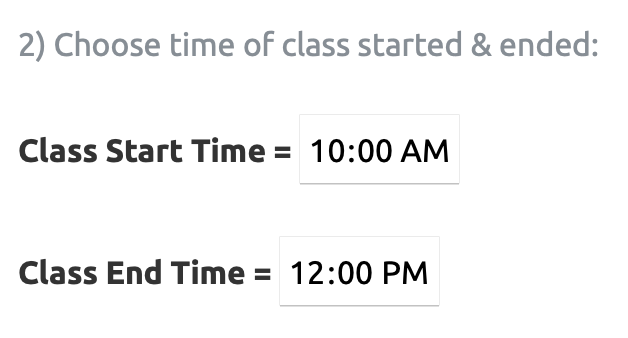 2) Choose time of class started & ended:
Class Start Time = 10:00 AM
Class End Time = 12:00 PM